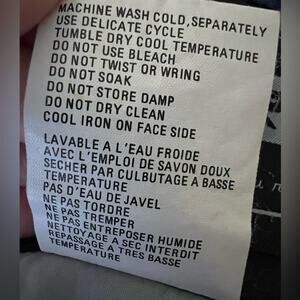 MACHINE WASH COLD, SEPARATELY
USE DELICATE CYCLE
TUMBLE DRY COOL TEMPERATURE
DO NOT USE BLEACH
DO NOT TWIST OR WRING
DO NOT SOAK
DO NOT STORE DAMP
DO NOT DRY CLEAN
COOL IRON ON FACE SIDE
LAVABLE A L'EAU FROIDE
AVEC L'EMPLOI DE SAVON DOUX
SECHER PAR CULBUTAGE A BASSE
TEMPERATURE
PAS D'EAU DE JAVEL
NE PAS TORDRE
NE PAS TREMPER
NE PAS ENTREPOSER HUMIDE
NETTOYAGE A SEC INTERDIT
REPASSAGE A TRES BASSE
TEMPERATURE